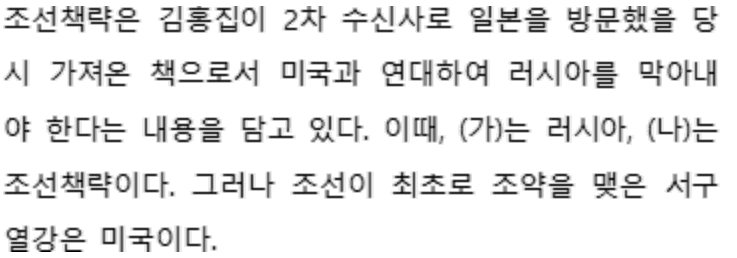 조선책략은 김홍집이 2차 수신사로 일본을 방문했을 당
시 가져온 책으로서 미국과 연대하여 러시아를 막아내
야 한다는 내용을 담고 있다. 이때, (가)는 러시아, (나)는
조선책략이다. 그러나 조선이 최초로 조약을 맺은 서구
열강은 미국이다.